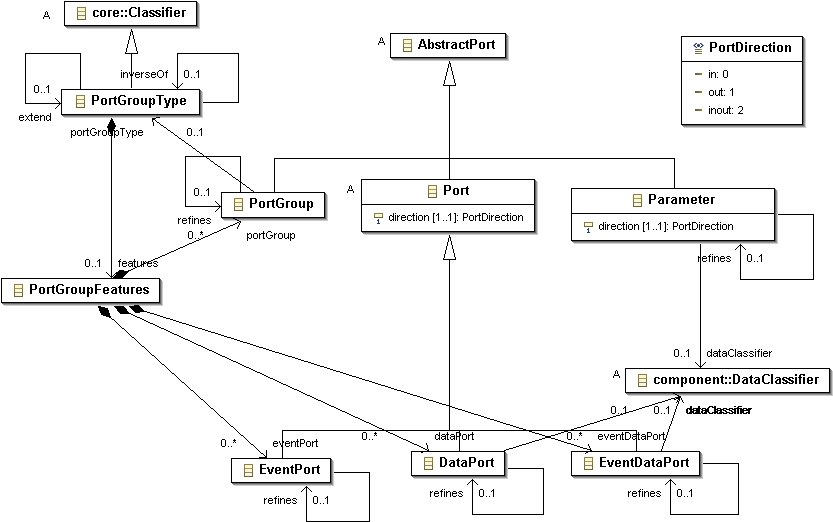 A
core::Classifier
A
AbstractPort
PortDirection
in: 0
out: 1
inout: 2
inverseOf
0..1
0..1
extend
PortGroupType
portGroupType
0..1
0..1
refines
PortGroup
portGroup
0..*
A
Port
direction [1..1]: PortDirection
Parameter
direction [1..1]: PortDirection
refines
0..1
0..1
features
PortGroupFeatures
0..1
dataClassifier
A
component::DataClassifier
0..1
0..1
dataClassifier
0..*
eventPort
0..*
dataPort
0..*
eventDataPort
EventPort
DataPort
EventDataPort
refines
0..1
refines
0..1
refines
0..1